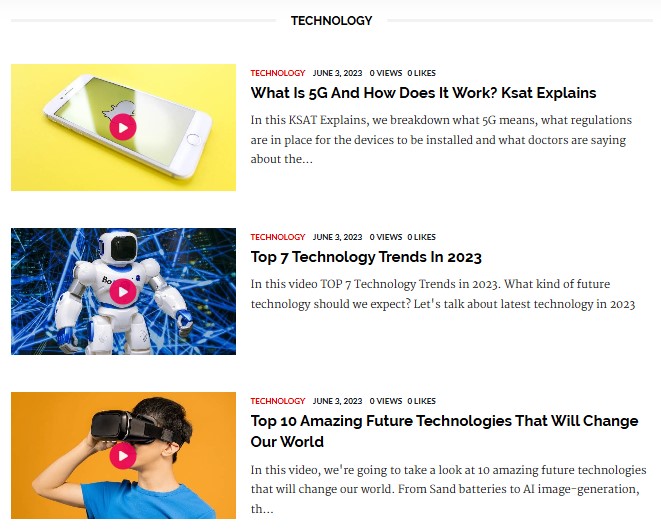 TECHNOLOGY
TECHNOLOGY JUNE 3, 2023 0 VIEWS 0 LIKES
What Is 5G And How Does It Work? Ksat Explains
In this KSAT Explains, we breakdown what 5G means, what regulations
are in place for the devices to be installed and what doctors are saying
about the...
TECHNOLOGY JUNE 3, 2023 0 VIEWS 0 LIKES
Top 7 Technology Trends In 2023
In this video TOP 7 Technology Trends in 2023. What kind of future
technology should we expect? Let's talk about latest technology in 2023
TECHNOLOGY JUNE 3, 2023 0 VIEWS 0 LIKES
Top 10 Amazing Future Technologies That Will Change
Our World
In this video, we're going to take a look at 10 amazing future technologies
that will change our world. From Sand batteries to AI image-generation,
th...